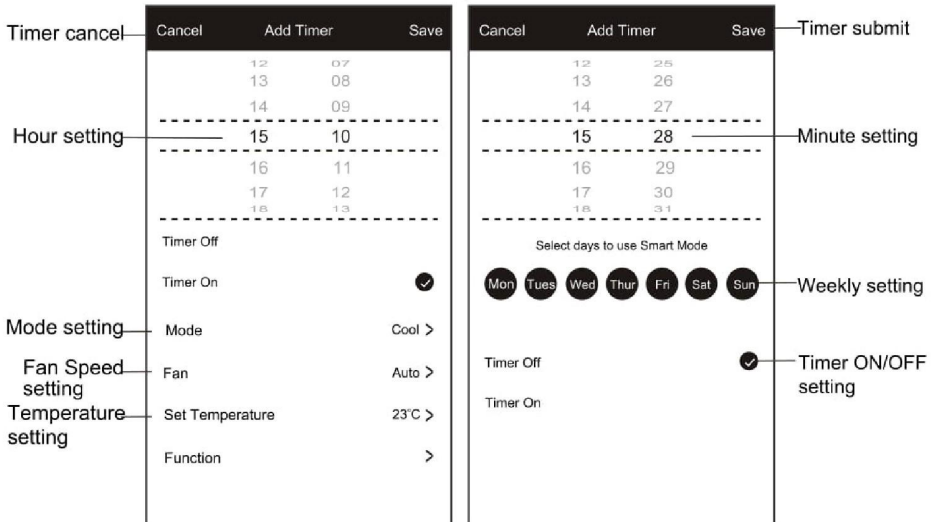 Timer cancel
Cancel Add Timer Save
12 07
13 08
14 09
Hour setting
15 10
16 11
17 12
18 13
Timer Off
Timer On
Mode setting
Mode Cool >
Fan Speed
setting
Fan Auto >
Temperature
setting
Set Temperature 23°C >
Function >
Cancel Add Timer Save
Timer submit
12 25
13 26
14 27
15 28
Minute setting
16 29
17 30
18 31
Select days to use Smart Mode
Mon Tues Wed Thur Fri Sat Sun
Weekly setting
Timer Off
Timer ON/OFF
setting
Timer On